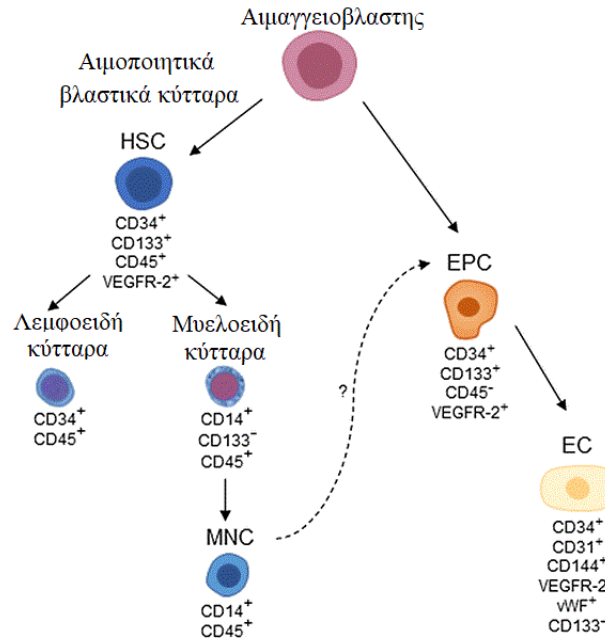 Αιμαγγειοβλαστης
Αιμοποιητικά
βλαστικά κύτταρα
HSC
CD34⁺
CD133⁺
CD45⁺
VEGFR-2⁺
Λεμφοειδή
κύτταρα
CD34⁺
CD45⁺
Μυελοειδή
κύτταρα
CD14⁺
CD133⁻
CD45⁺
MNC
CD14⁺
CD45⁺
?
EPC
CD34⁺
CD133⁺
CD45⁻
VEGFR-2⁺
EC
CD34⁺
CD31⁺
CD144⁺
VEGFR-2
vWF⁺
CD133⁻